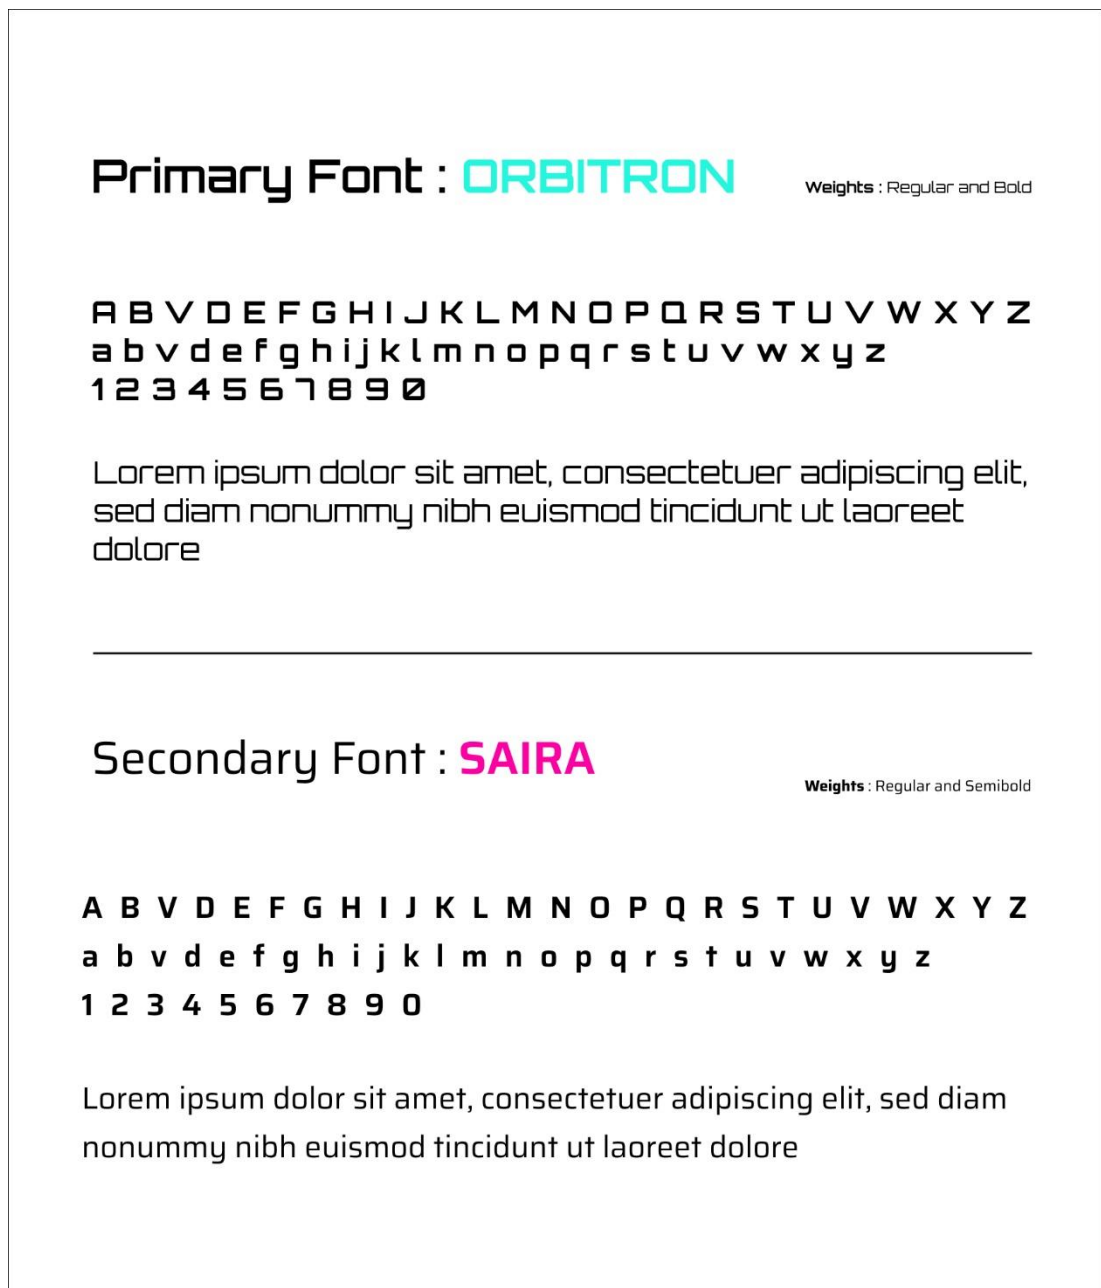 Primary Font : ORBITRON
Weights : Regular and Bold
A B V D E F G H I J K L M N O P Q R S T U V W X Y Z
a b v d e f g h i j k l m n o p q r s t u v w x y z
1 2 3 4 5 6 7 8 9 0
Lorem ipsum dolor sit amet, consectetuer adipiscing elit,
sed diam nonummy nibh euismod tincidunt ut laoreet
dolore
Secondary Font : SAIRA
Weights : Regular and Semibold
A B V D E F G H I J K L M N O P Q R S T U V W X Y Z
a b v d e f g h i j k l m n o p q r s t u v w x y z
1 2 3 4 5 6 7 8 9 0
Lorem ipsum dolor sit amet, consectetuer adipiscing elit, sed diam
nonummy nibh euismod tincidunt ut laoreet dolore